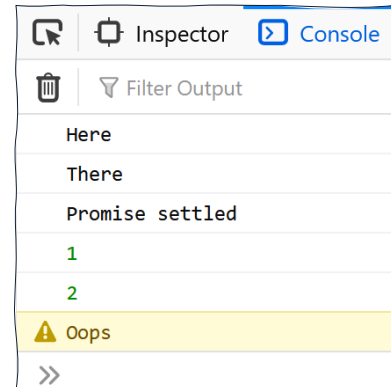 Inspector Console
Filter Output
Here
There
Promise settled
1
2
Oops